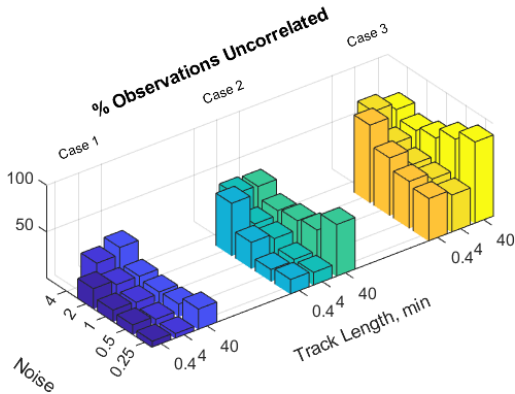 % Observations Uncorrelated
Case 1
Case 2
Case 3
100
50
4
2
1
0.5
0.25
Noise
0.4
4
40
0.4
4
40
0.4
4
40
Track Length, min